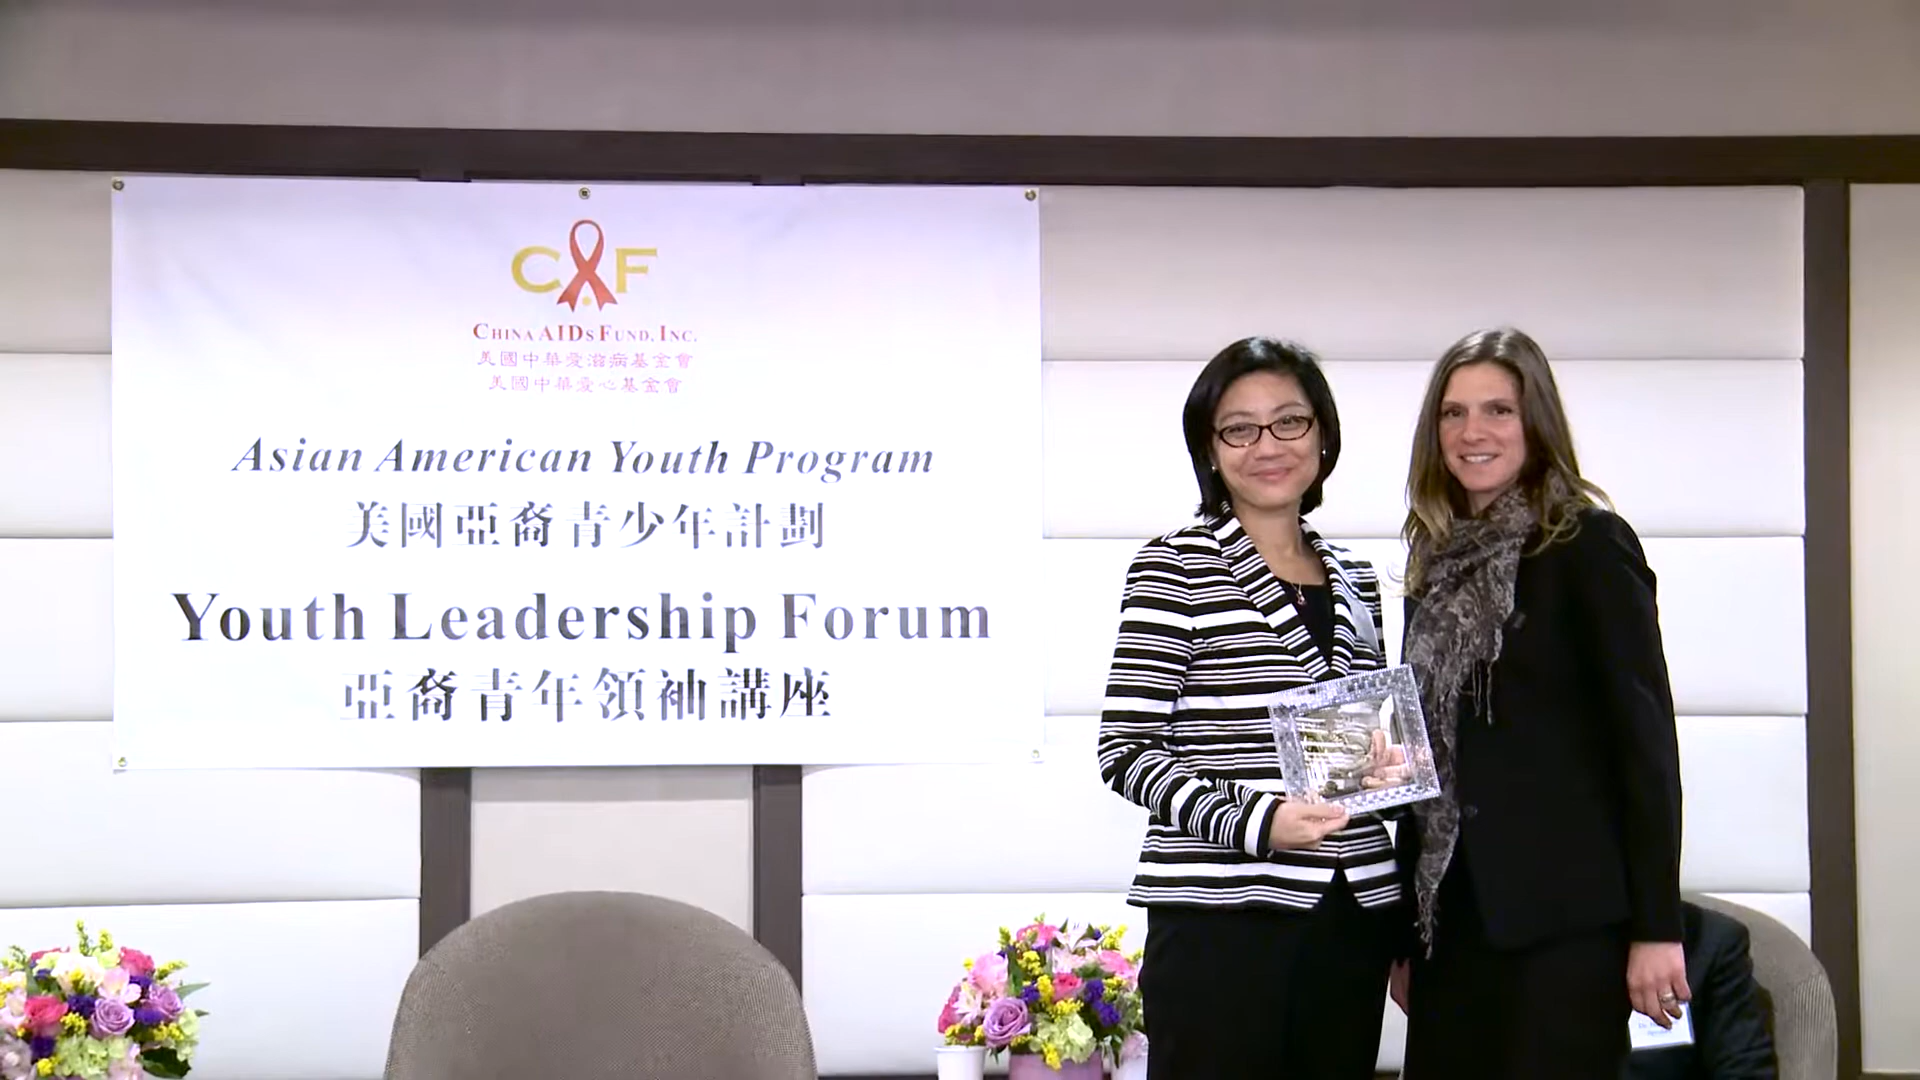 CAF
CHINA AIDS FUND, INC.
美國中華愛滋病基金會
美國中華愛心基金會
Asian American Youth Program
美國亞裔青少年計劃
Youth Leadership Forum
亞裔青年領袖講座
Dr.